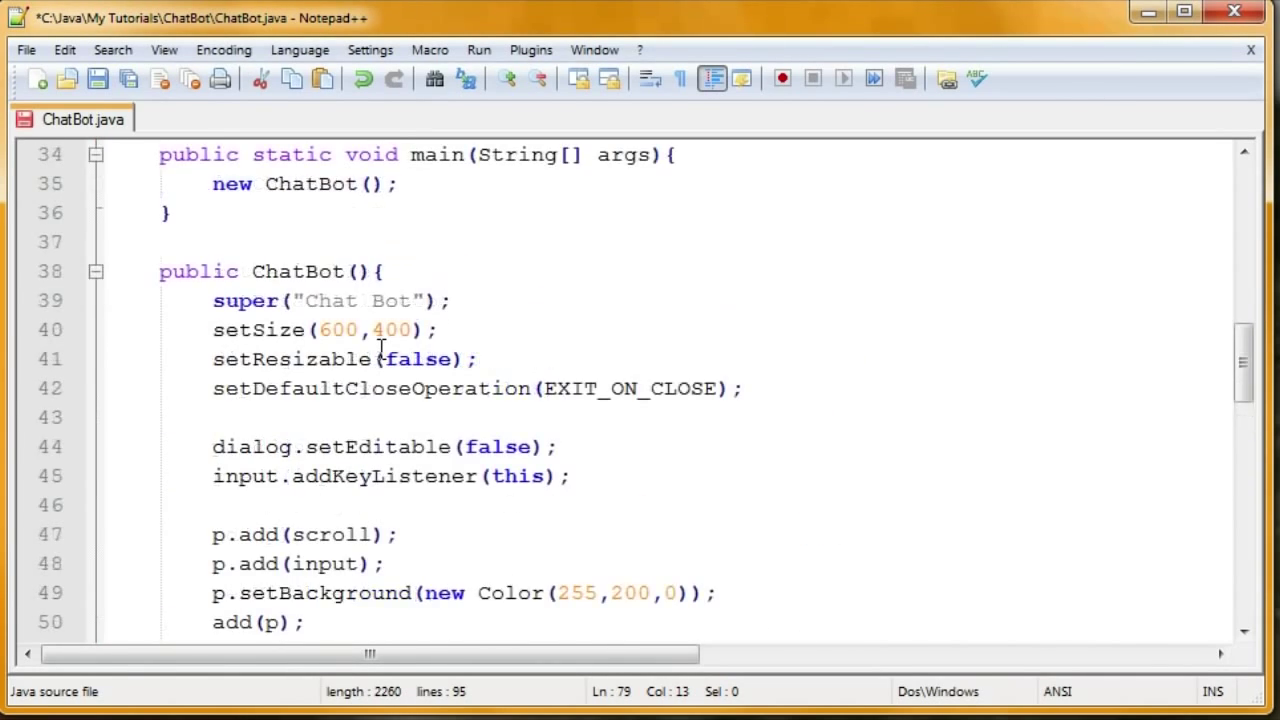 *C:\Java\My Tutorials\ChatBot\ChatBot.java - Notepad++
File Edit Search View Encoding Language Settings Macro Run Plugins Window ? X
ABC
ChatBot.java
34 public static void main(String[] args){
35 new ChatBot();
36 }
37
38 public ChatBot(){
39 super("Chat Bot");
40 setSize(600,400);
41 setResizable(false);
42 setDefaultCloseOperation(EXIT_ON_CLOSE);
43
44 dialog.setEditable(false);
45 input.addKeyListener(this);
46
47 p.add(scroll);
48 p.add(input);
49 p.setBackground(new Color(255,200,0));
50 add(p);
Java source file length : 2260 lines : 95 Ln : 79 Col : 13 Sel : 0 Dos\Windows ANSI INS